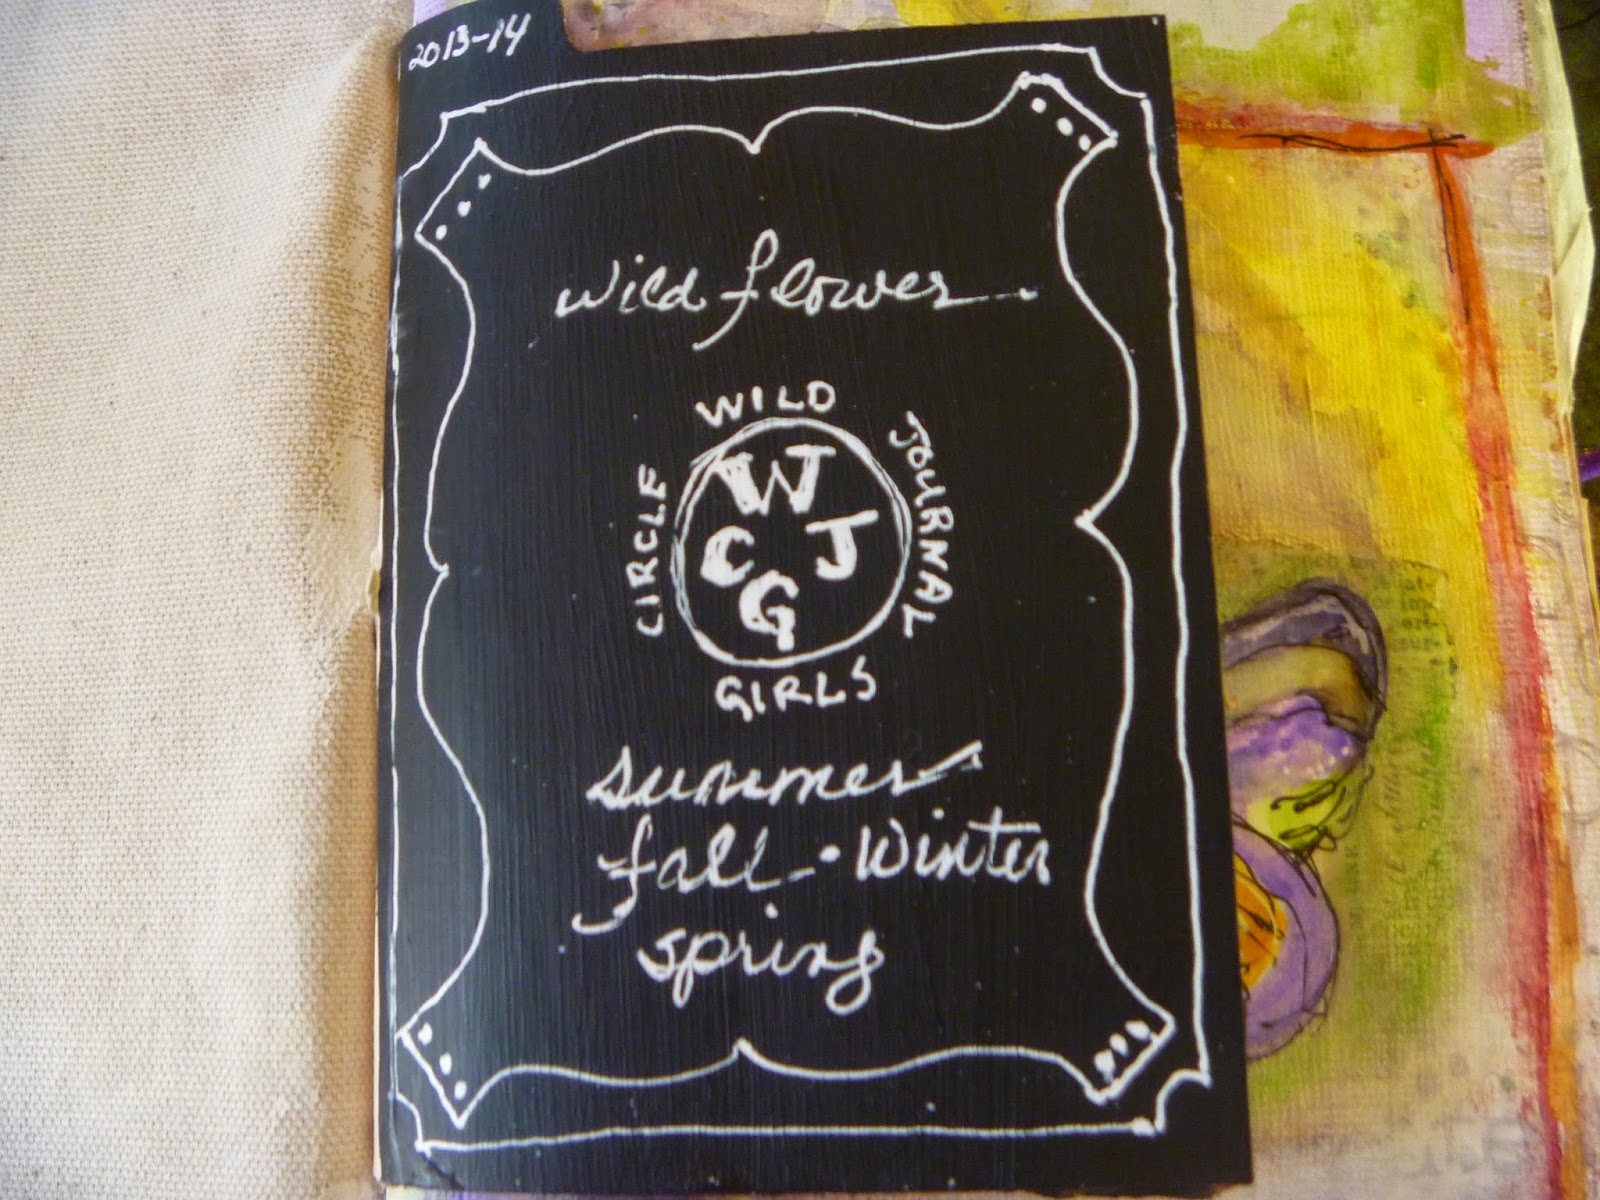 2013-14
wild flower
WILD
JOURNAL
CIRCLE
W
C J
G
GIRLS
summer
fall · Winter
spring